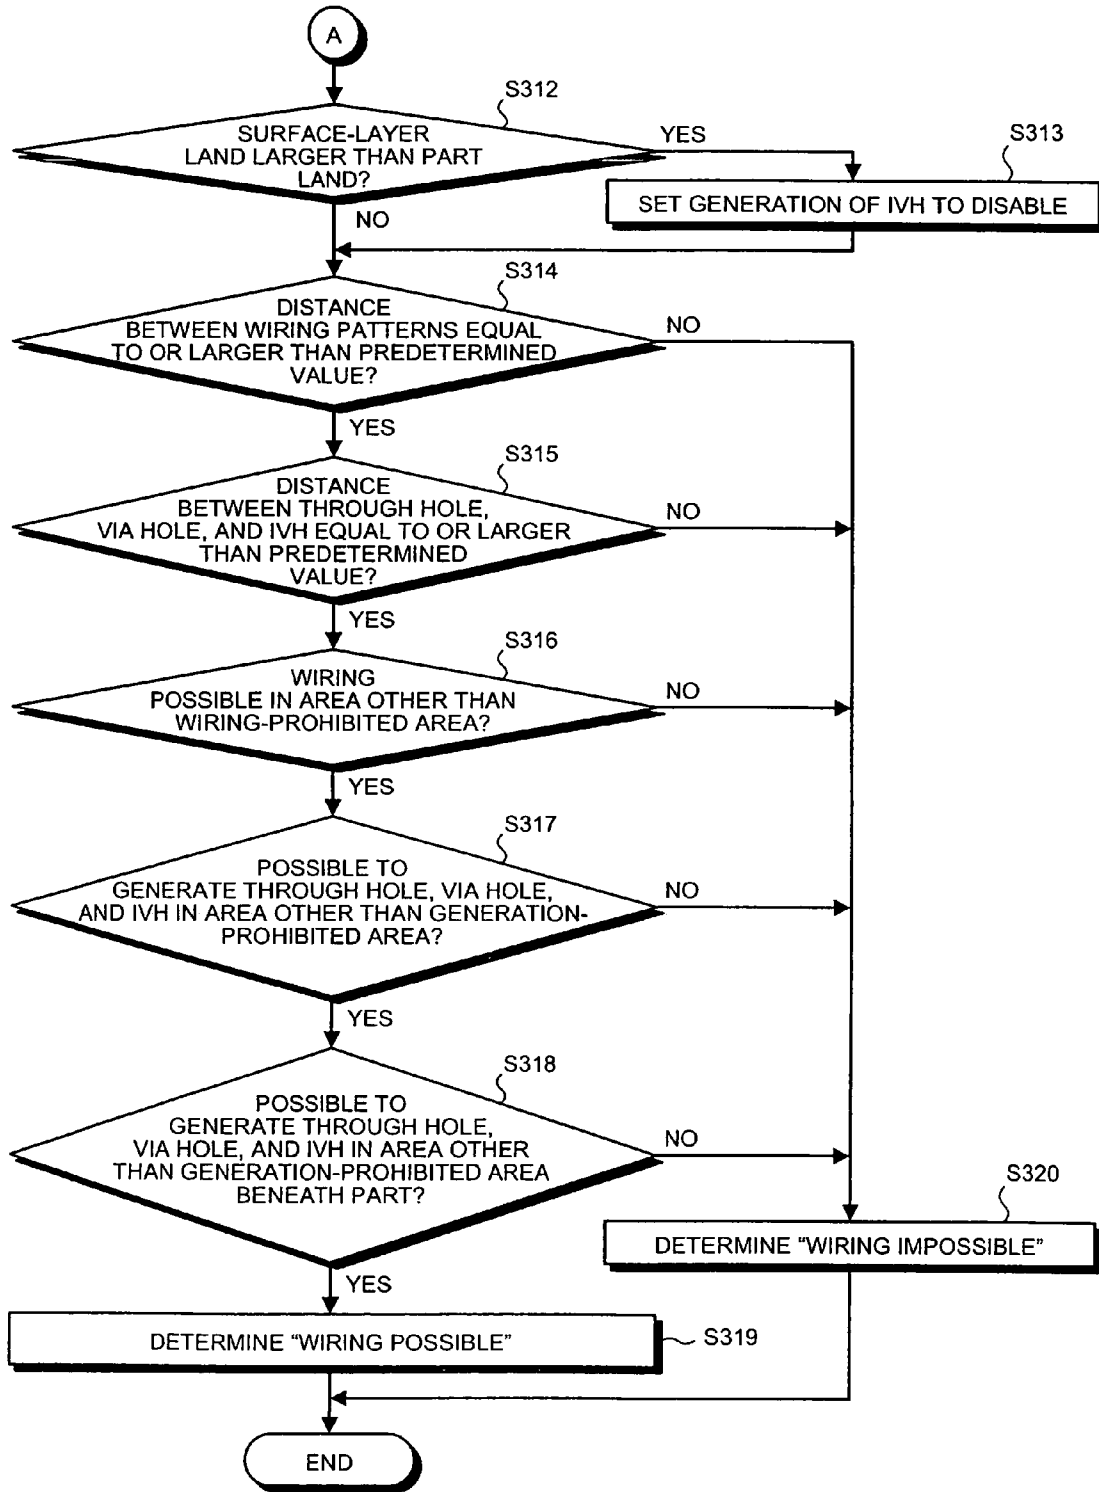 A
S312
SURFACE-LAYER
LAND LARGER THAN PART
LAND?
YES
S313
SET GENERATION OF IVH TO DISABLE
NO
S314
DISTANCE
BETWEEN WIRING PATTERNS EQUAL
TO OR LARGER THAN PREDETERMINED
VALUE?
NO
YES
S315
DISTANCE
BETWEEN THROUGH HOLE,
VIA HOLE, AND IVH EQUAL TO OR LARGER
THAN PREDETERMINED
VALUE?
NO
YES
S316
WIRING
POSSIBLE IN AREA OTHER THAN
WIRING-PROHIBITED AREA?
NO
YES
S317
POSSIBLE TO
GENERATE THROUGH HOLE, VIA HOLE,
AND IVH IN AREA OTHER THAN GENERATION-
PROHIBITED AREA?
NO
YES
S318
POSSIBLE TO
GENERATE THROUGH HOLE,
VIA HOLE, AND IVH IN AREA OTHER
THAN GENERATION-PROHIBITED AREA
BENEATH PART?
NO
S320
DETERMINE “WIRING IMPOSSIBLE”
YES
DETERMINE “WIRING POSSIBLE”
S319
END